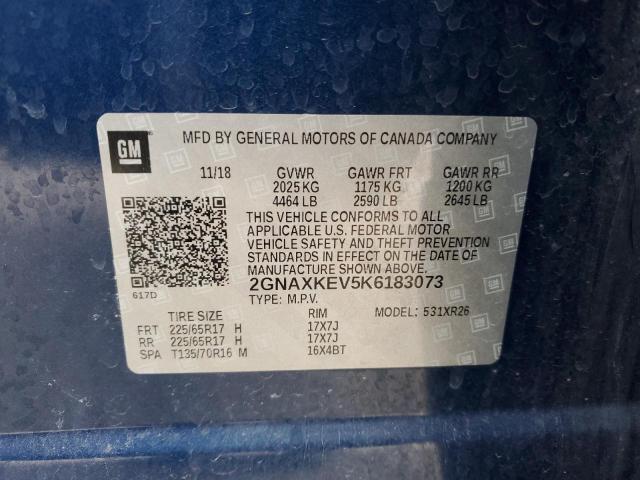 GM
MFD BY GENERAL MOTORS OF CANADA COMPANY
11/18 GVWR GAWR FRT GAWR RR
2025 KG 1175 KG 1200 KG
4464 LB 2590 LB 2645 LB
THIS VEHICLE CONFORMS TO ALL
APPLICABLE U.S. FEDERAL MOTOR
VEHICLE SAFETY AND THEFT PREVENTION
STANDARDS IN EFFECT ON THE DATE OF
MANUFACTURE SHOWN ABOVE.
617D 2GNAXKEV5K6183073
TYPE: M.P.V. 531XR26
TIRE SIZE RIM
FRT 225/65R17 H 17X7J
RR 225/65R17 H 17X7J
SPA T135/70R16 M 16X4BT